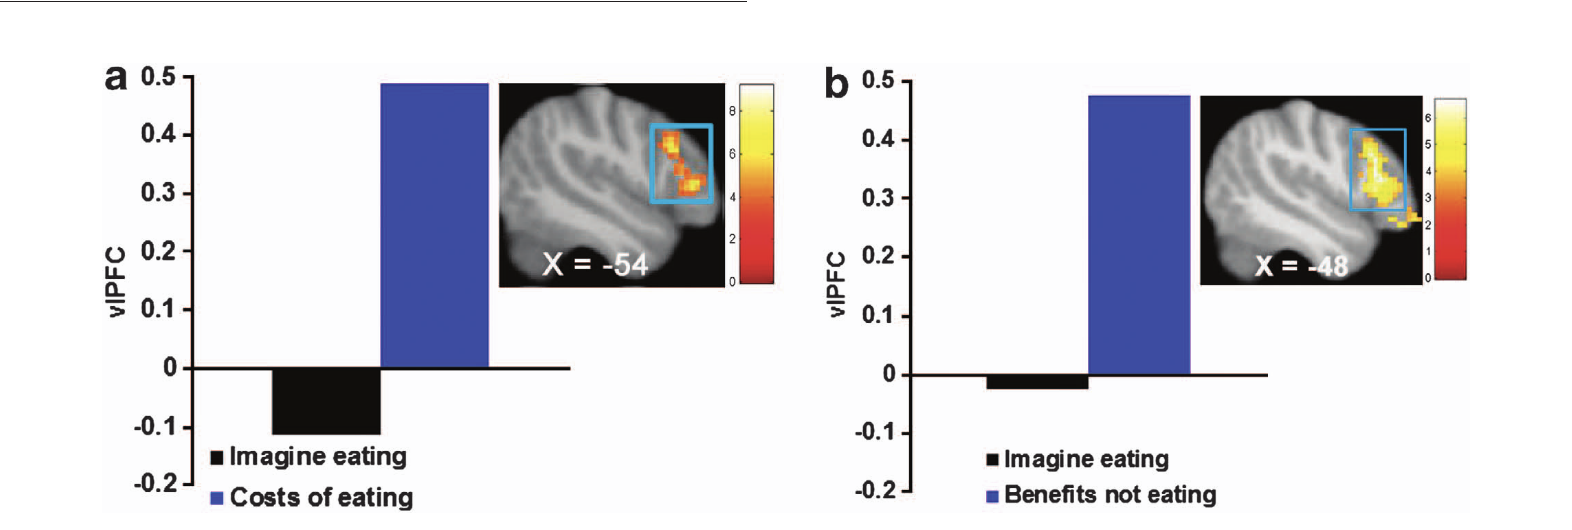 a
0.5
0.4
0.3
0.2
0.1
0
-0.1
-0.2
vlPFC
Imagine eating
Costs of eating
X = -54
8
6
4
2
0
b
0.5
0.4
0.3
0.2
0.1
0
-0.1
-0.2
vlPFC
Imagine eating
Benefits not eating
X = -48
6
5
4
3
2
1
0